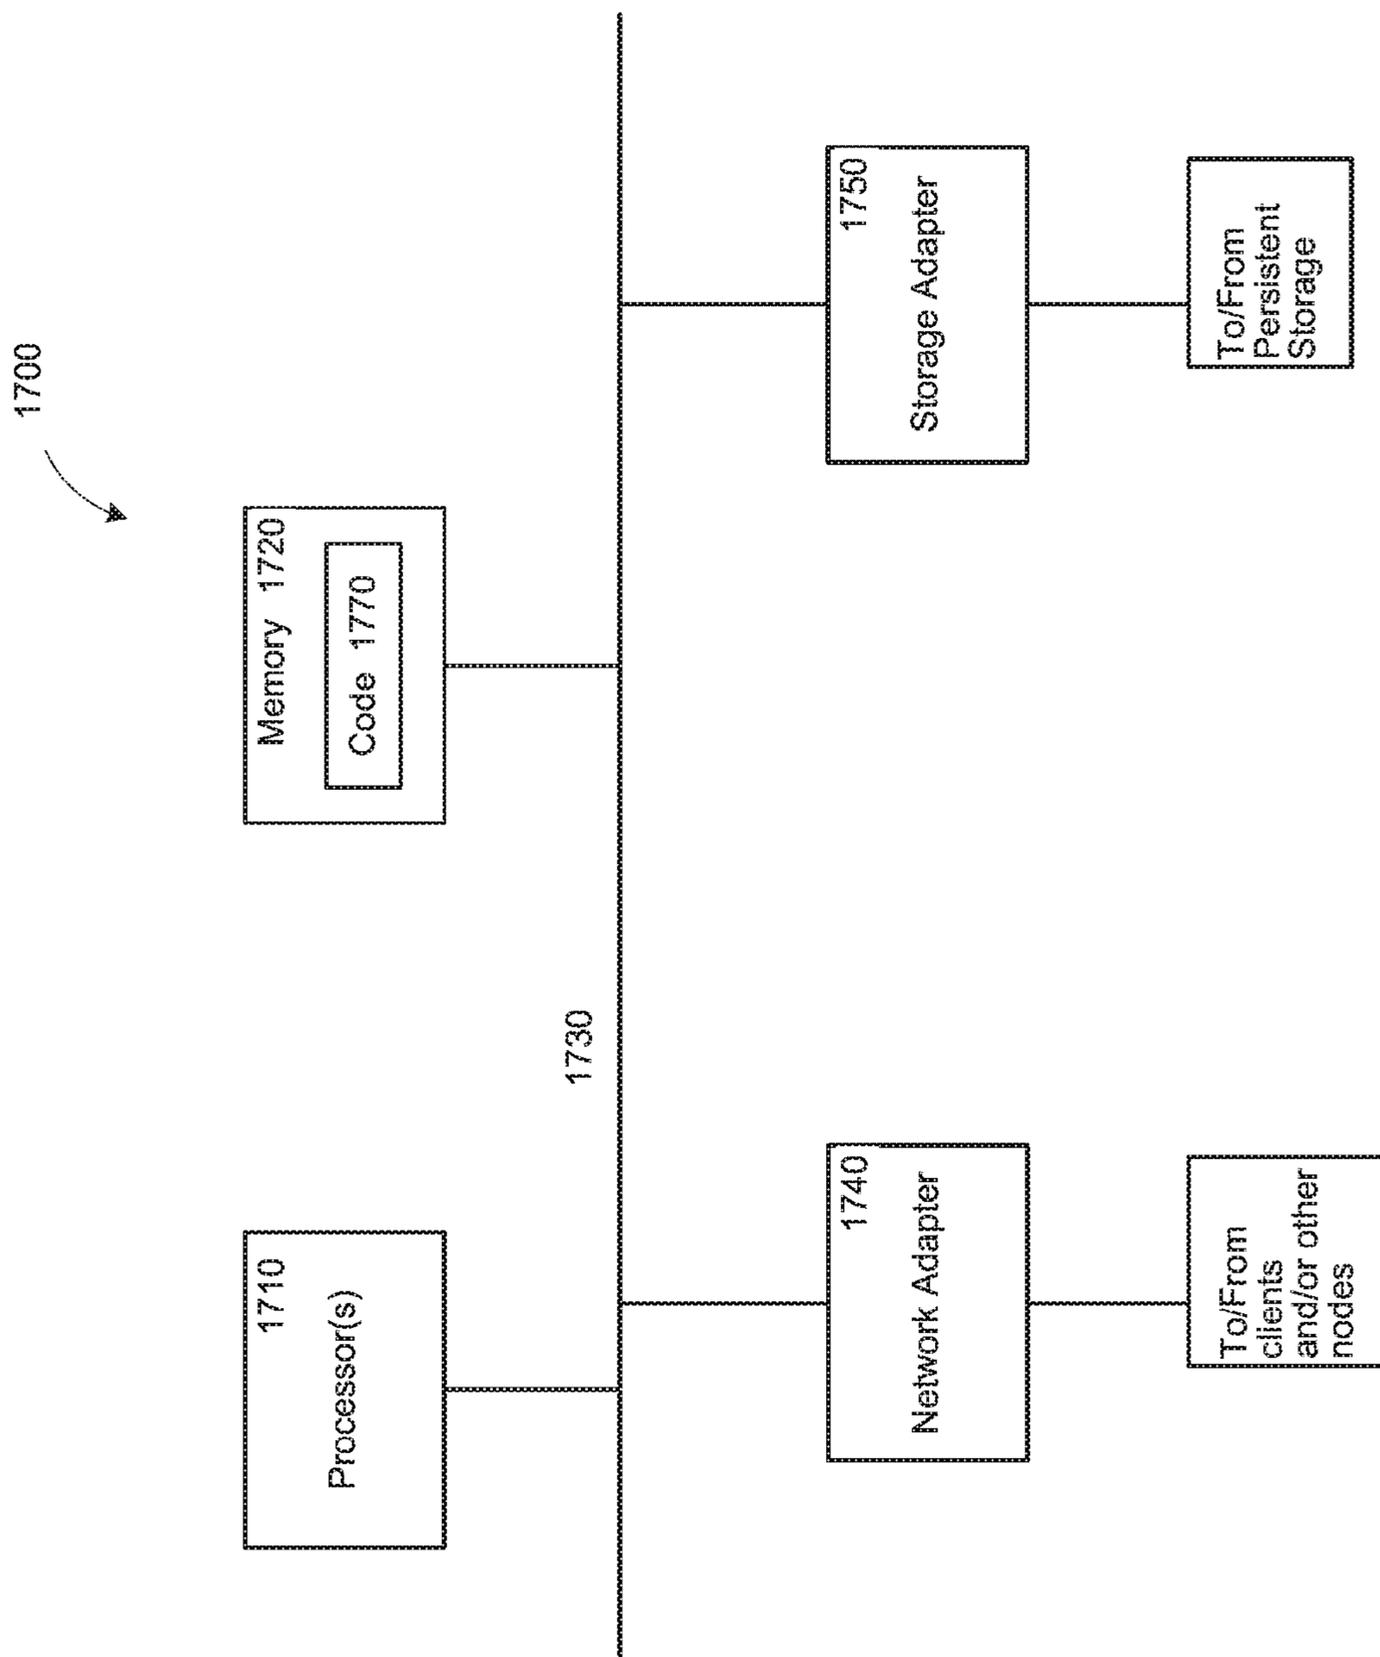 1700
1710
Processor(s)
Memory 1720
Code 1770
1730
1740
Network Adapter
1750
Storage Adapter
To/From
clients
and/or other
nodes
To/From
Persistent
Storage